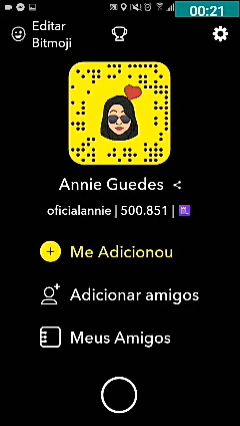 00:21
Editar
Bitmoji
Annie Guedes
oficialannie | 500.851 | ♏
Me Adicionou
Adicionar amigos
Meus Amigos